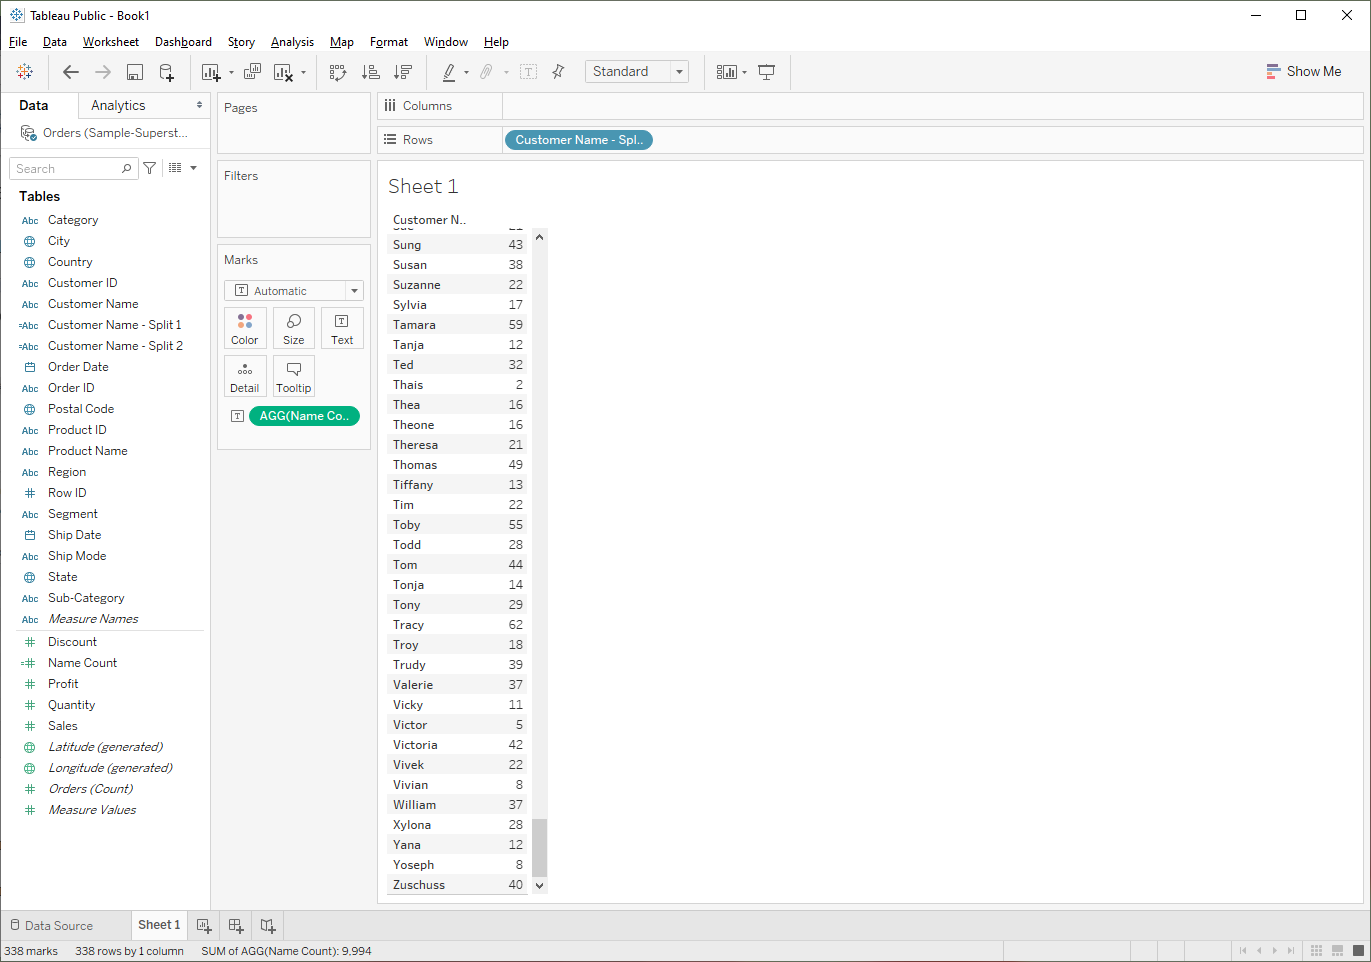 Tableau Public - Book1
File Data Worksheet Dashboard Story Analysis Map Format Window Help
Standard
Show Me
Data
Analytics
Orders (Sample-Superst...
Search
Tables
Abc Category
City
Country
Abc Customer ID
Abc Customer Name
=Abc Customer Name - Split 1
=Abc Customer Name - Split 2
Order Date
Abc Order ID
Postal Code
Abc Product ID
Abc Product Name
Abc Region
# Row ID
Abc Segment
Ship Date
Abc Ship Mode
State
Abc Sub-Category
Abc Measure Names
# Discount
=# Name Count
# Profit
# Quantity
# Sales
Latitude (generated)
Longitude (generated)
# Orders (Count)
# Measure Values
Pages
Filters
Marks
T Automatic
Color
Size
T Text
Detail
Tooltip
T AGG(Name Co..
Columns
Rows
Customer Name - Spl..
Sheet 1
Customer N..
Sung 43
Susan 38
Suzanne 22
Sylvia 17
Tamara 59
Tanja 12
Ted 32
Thais 2
Thea 16
Theone 16
Theresa 21
Thomas 49
Tiffany 13
Tim 22
Toby 55
Todd 28
Tom 44
Tonja 14
Tony 29
Tracy 62
Troy 18
Trudy 39
Valerie 37
Vicky 11
Victor 5
Victoria 42
Vivek 22
Vivian 8
William 37
Xylona 28
Yana 12
Yoseph 8
Zuschuss 40
Data Source
Sheet 1
338 marks
338 rows by 1 column
SUM of AGG(Name Count): 9,994